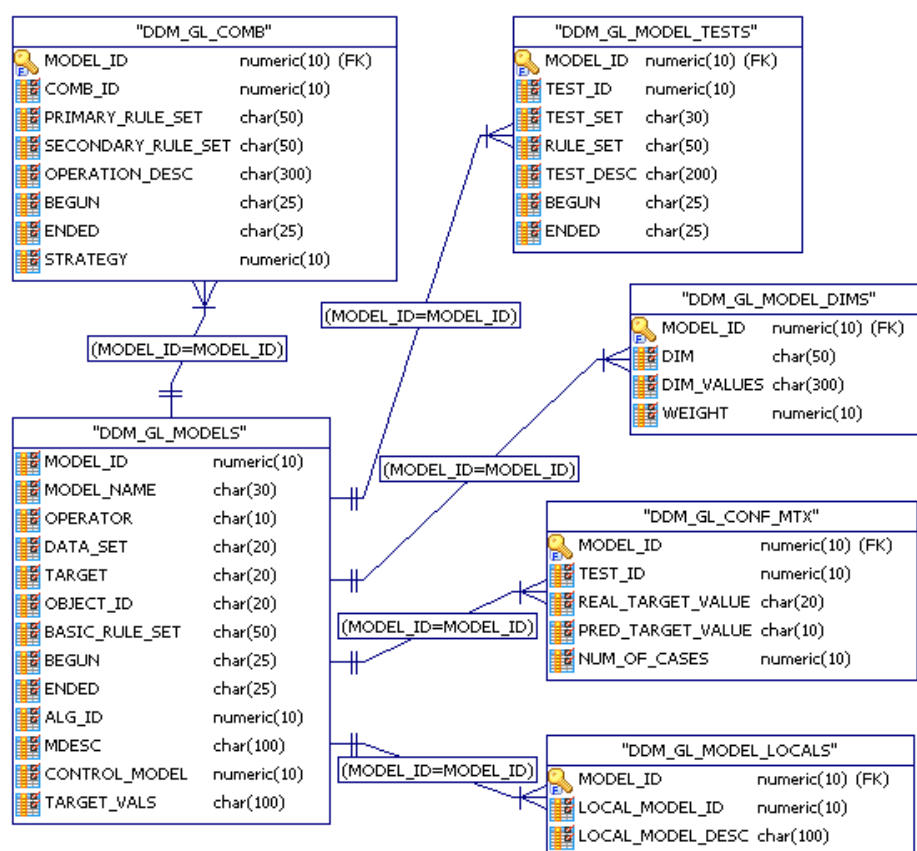 "DDM_GL_COMB"
MODEL_ID numeric(10) (FK)
COMB_ID numeric(10)
PRIMARY_RULE_SET char(50)
SECONDARY_RULE_SET char(50)
OPERATION_DESC char(300)
BEGUN char(25)
ENDED char(25)
STRATEGY numeric(10)
"DDM_GL_MODEL_TESTS"
MODEL_ID numeric(10) (FK)
TEST_ID numeric(10)
TEST_SET char(30)
RULE_SET char(50)
TEST_DESC char(200)
BEGUN char(25)
ENDED char(25)
(MODEL_ID=MODEL_ID)
(MODEL_ID=MODEL_ID)
"DDM_GL_MODEL_DIMS"
MODEL_ID numeric(10) (FK)
DIM char(50)
DIM_VALUES char(300)
WEIGHT numeric(10)
(MODEL_ID=MODEL_ID)
"DDM_GL_MODELS"
MODEL_ID numeric(10)
MODEL_NAME char(30)
OPERATOR char(10)
DATA_SET char(20)
TARGET char(20)
OBJECT_ID char(20)
BASIC_RULE_SET char(50)
BEGUN char(25)
ENDED char(25)
ALG_ID numeric(10)
MDESC char(100)
CONTROL_MODEL numeric(10)
TARGET_VALS char(100)
"DDM_GL_CONF_MTX"
MODEL_ID numeric(10) (FK)
TEST_ID numeric(10)
REAL_TARGET_VALUE char(20)
PRED_TARGET_VALUE char(10)
NUM_OF_CASES numeric(10)
(MODEL_ID=MODEL_ID)
"DDM_GL_MODEL_LOCALS"
MODEL_ID numeric(10) (FK)
LOCAL_MODEL_ID numeric(10)
LOCAL_MODEL_DESC char(100)
(MODEL_ID=MODEL_ID)